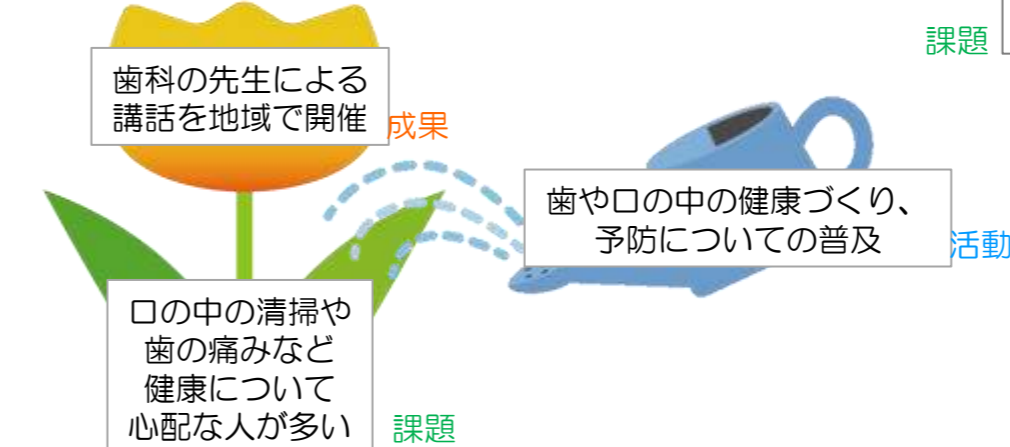 課題
歯科の先生による
講話を地域で開催
成果
歯や口の中の健康づくり、
予防についての普及
活動
口の中の清掃や
歯の痛みなど
健康について
心配な人が多い
課題